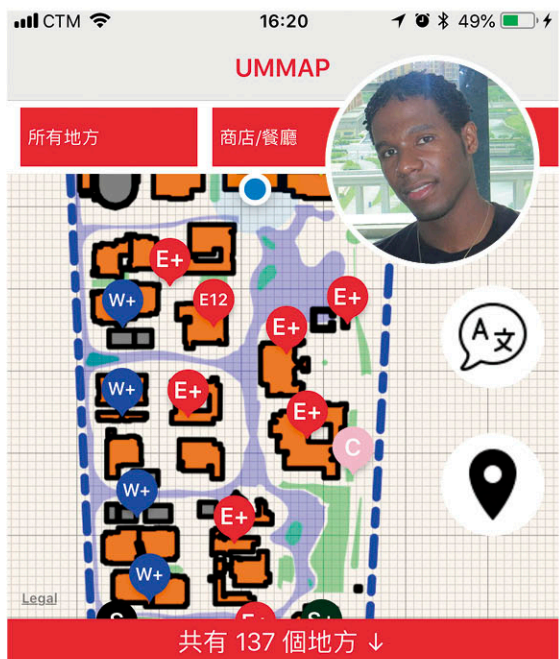 CTM 16:20 49%
UMMAP
所有地方
商店/餐廳
E+
W+ E12 E+
E+
W+ E+
E+
C
W+
E+
W+
S E+ S+
Legal
共有 137 個地方 ↓
A 文